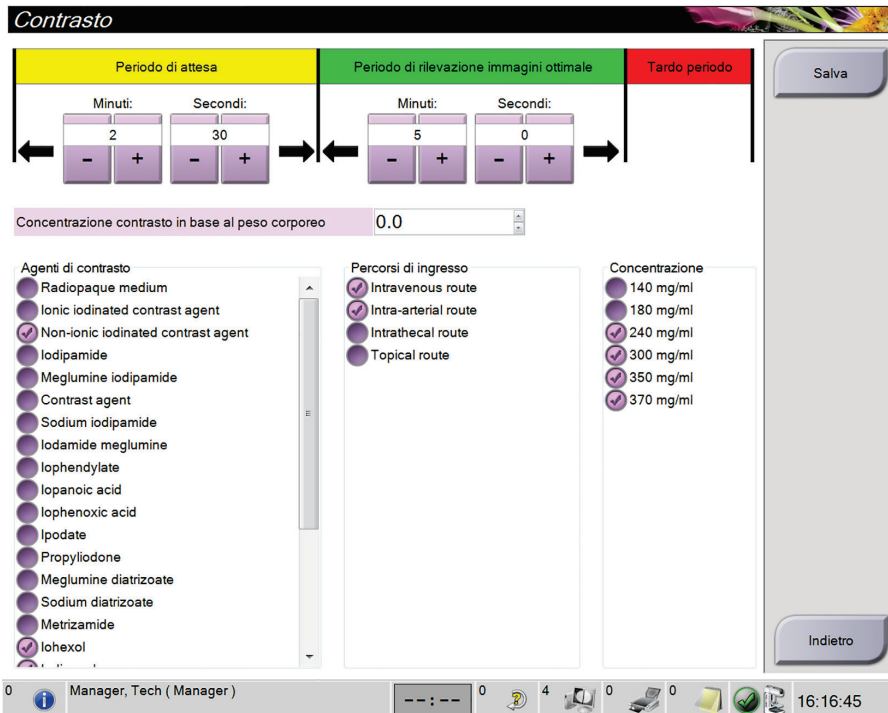 Contrasto
Periodo di attesa
Periodo di rilevazione immagini ottimale
Tardo periodo
Salva
Minuti:
Secondi:
Minuti:
Secondi:
2
30
5
0
- + - + - + - +
Concentrazione contrasto in base al peso corporeo
0.0
Agenti di contrasto
Radiopaque medium
Ionic iodinated contrast agent
Non-ionic iodinated contrast agent
Iodipamide
Meglumine iodipamide
Contrast agent
Sodium iodipamide
Iodamide meglumine
Iophendylate
Iopanoic acid
Iophenoxic acid
Ipodate
Propyliodone
Meglumine diatrizoate
Sodium diatrizoate
Metrizamide
Iohexol
Percorsi di ingresso
Intravenous route
Intra-arterial route
Intrathecal route
Topical route
Concentrazione
140 mg/ml
180 mg/ml
240 mg/ml
300 mg/ml
350 mg/ml
370 mg/ml
Indietro
0
Manager, Tech ( Manager )
--:--
0
4
0
0
16:16:45